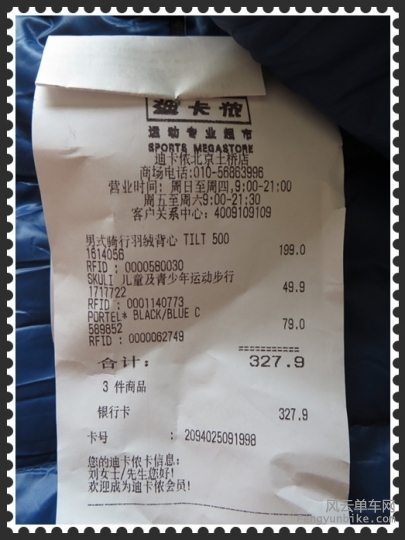 迪卡侬
运动专业超市
SPORTS MEGASTORE
迪卡侬北京土桥店
商场电话:010-56863996
营业时间: 周日至周四,9:00-21:00
周五至周六9:00-21:30
客户关系中心: 4009109109
男式骑行羽绒背心 TILT 500
1614056 199.0
RFID : 0000580030
SKULI 儿童及青少年运动步行
1717722 49.9
RFID : 0001140773
PORTEL* BLACK/BLUE C
589852 79.0
RFID : 0000062749
===========
合计: 327.9
3 件商品
银行卡 327.9
卡号 : 2094025091998
您的迪卡侬卡信息:
刘女士/先生您好!
欢迎成为迪卡侬会员!
风云单车网
fengyunbike.com